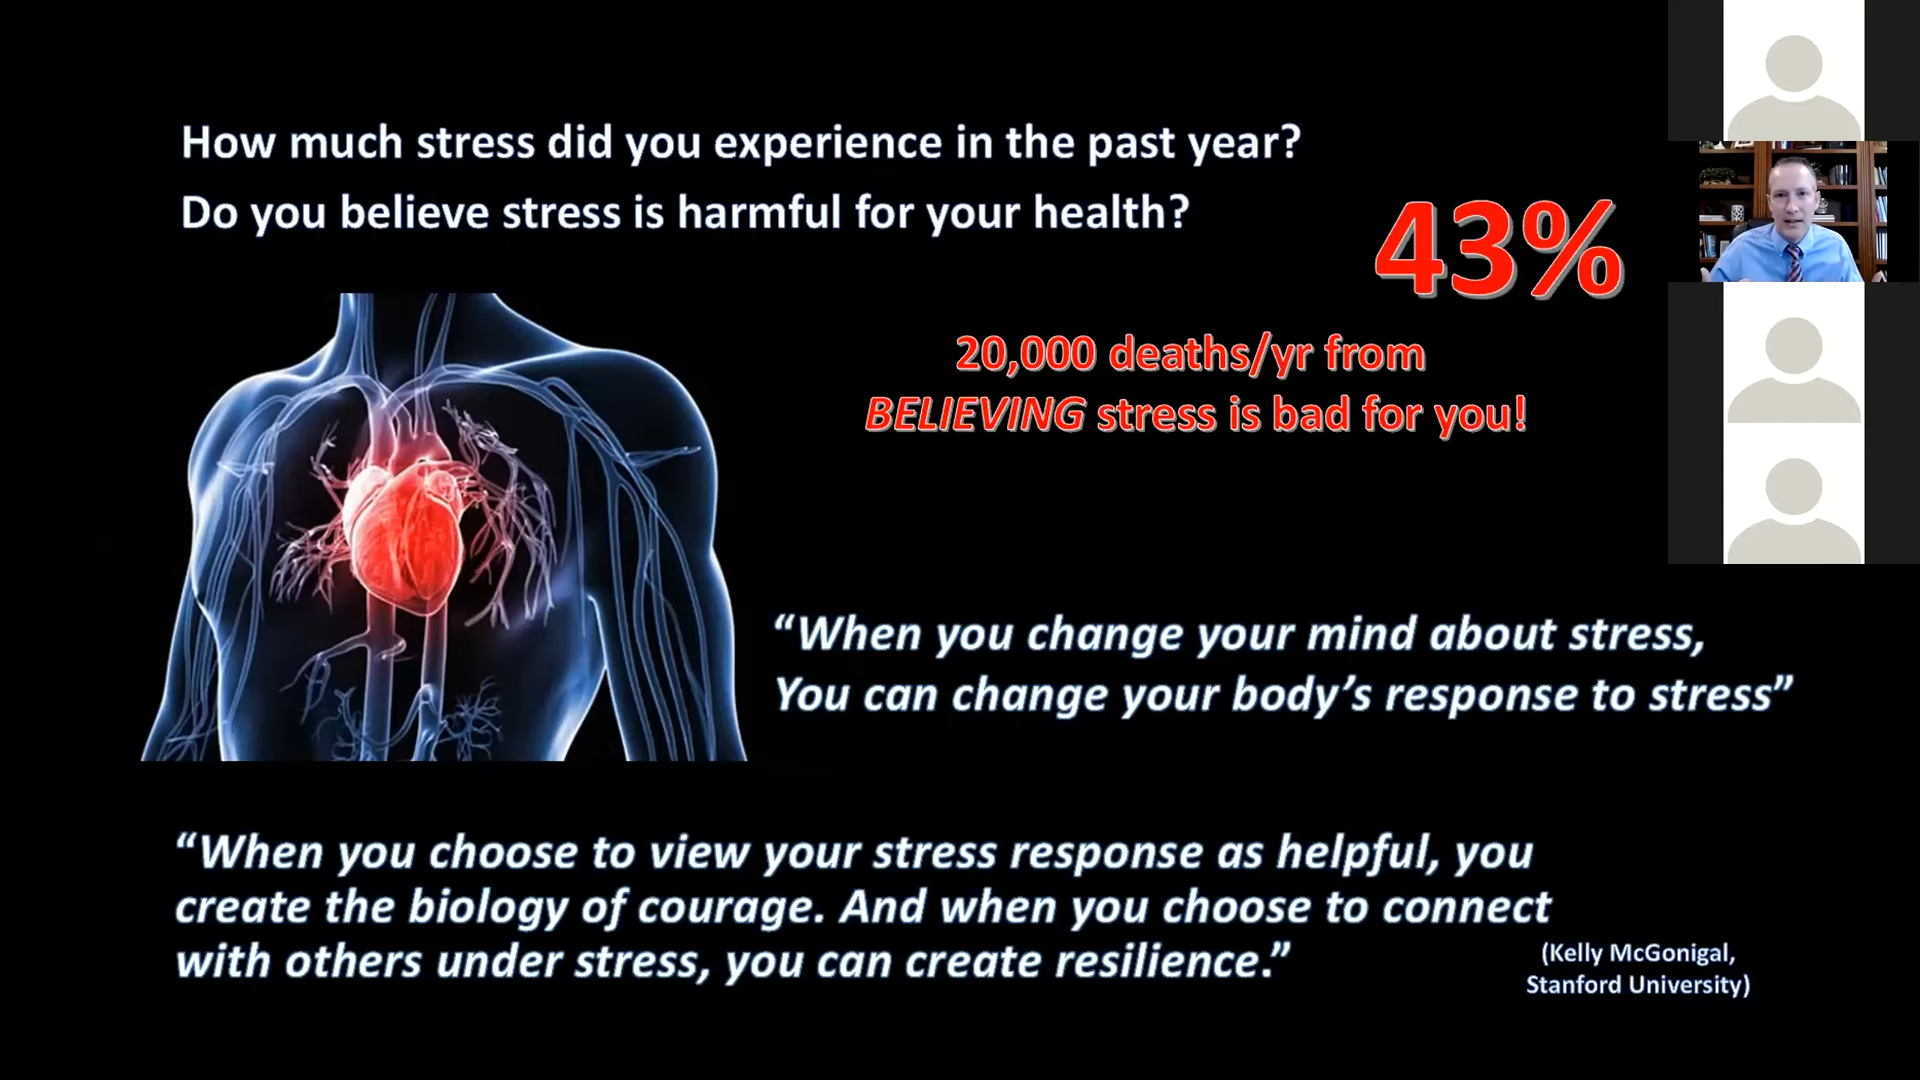 How much stress did you experience in the past year?
Do you believe stress is harmful for your health?
43%
20,000 deaths/yr from
BELIEVING stress is bad for you!
“When you change your mind about stress,
You can change your body’s response to stress”
“When you choose to view your stress response as helpful, you
create the biology of courage. And when you choose to connect
with others under stress, you can create resilience.”
(Kelly McGonigal,
Stanford University)